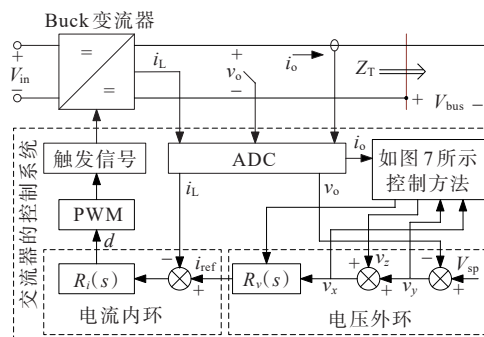 Buck变流器
=
=
+
V_in
−
i_L
+
v_o
−
i_o
Z_T
+ V_bus −
交流器的控制系统
触发信号
ADC
i_o
如图7所示
控制方法
i_L
v_o
PWM
d
R_i(s)
−
+
i_ref
R_v(s)
v_x
+
v_z
+
v_y
−
V_sp
+
电流内环
电压外环